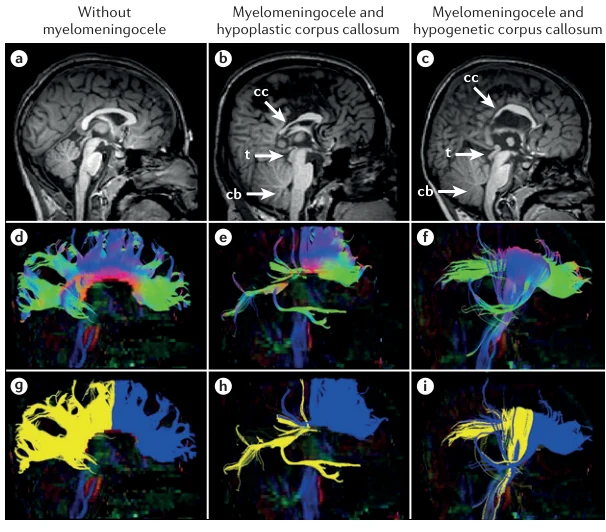 Without
myelomeningocele
Myelomeningocele and
hypoplastic corpus callosum
Myelomeningocele and
hypogenetic corpus callosum
a
b
c
cc
t
cb
cc
t
cb
d
e
f
g
h
i